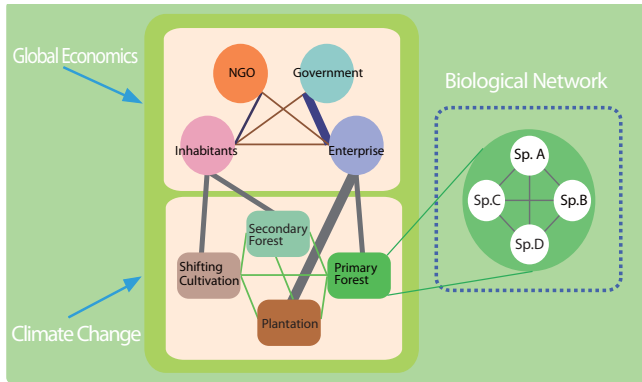 Global Economics
NGO
Government
Inhabitants
Enterprise
Biological Network
Sp. A
Sp.C
Sp.B
Sp.D
Secondary
Forest
Shifting
Cultivation
Primary
Forest
Plantation
Climate Change